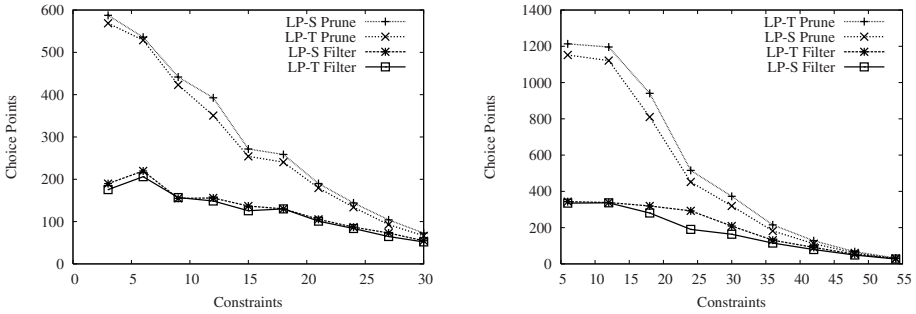 600
500
400
300
200
100
0
Choice Points
0 5 10 15 20 25 30
Constraints
LP-S Prune
LP-T Prune
LP-S Filter
LP-T Filter
1400
1200
1000
800
600
400
200
0
Choice Points
5 10 15 20 25 30 35 40 45 50 55
Constraints
LP-T Prune
LP-S Prune
LP-T Filter
LP-S Filter